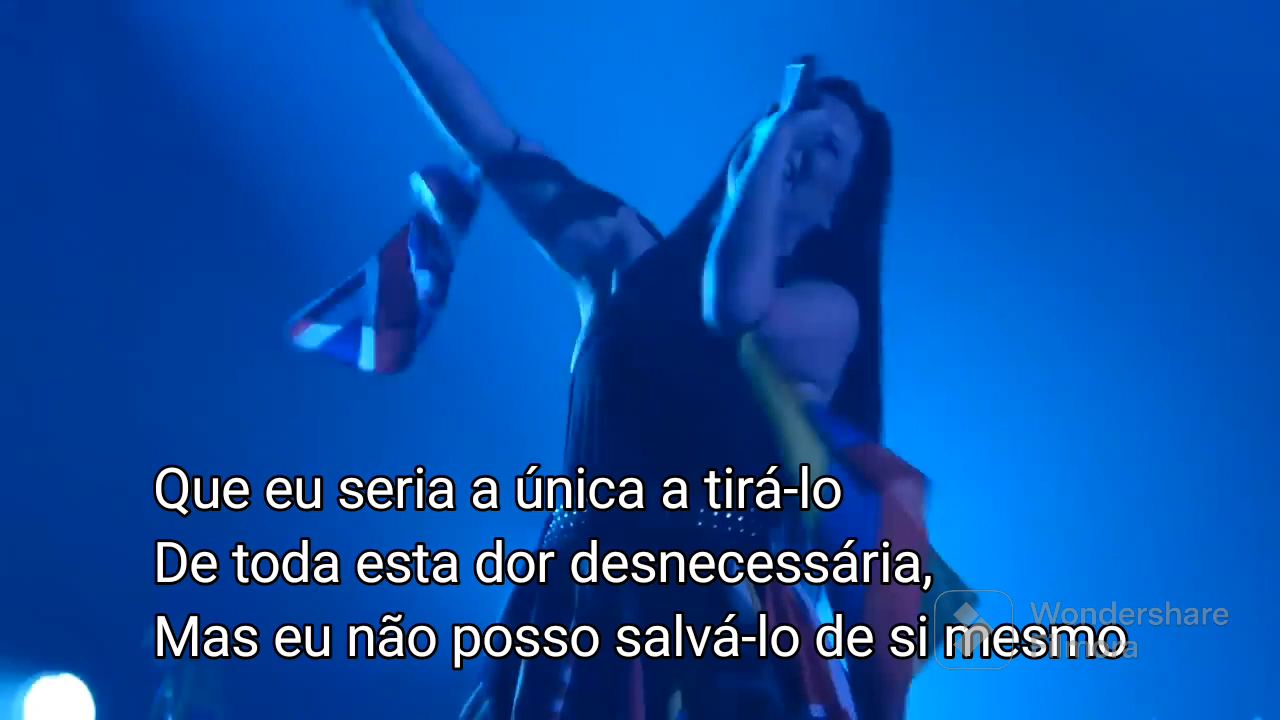 Que eu seria a única a tirá-lo
De toda esta dor desnecessária,
Mas eu não posso salvá-lo de si mesmo
Wondershare
Filmora